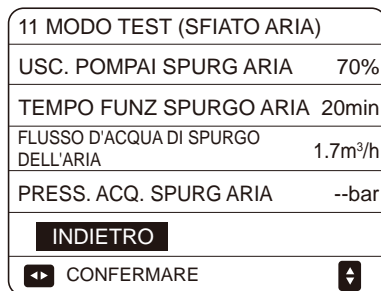 11 MODO TEST (SFIATO ARIA)
USC. POMPAI SPURG ARIA 70%
TEMPO FUNZ SPURGO ARIA 20min
FLUSSO D'ACQUA DI SPURGO
DELL'ARIA 1.7m³/h
PRESS. ACQ. SPURG ARIA --bar
INDIETRO
CONFERMARE